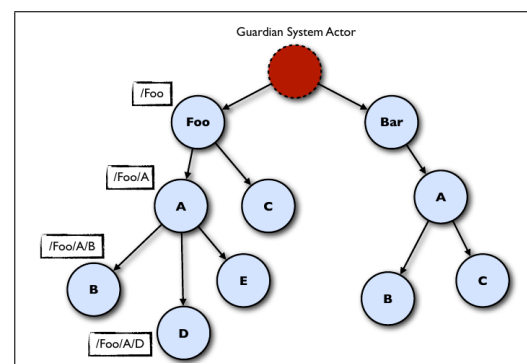 Guardian System Actor
/Foo
Foo
Bar
/Foo/A
A
C
A
/Foo/A/B
B
E
B
C
/Foo/A/D
D